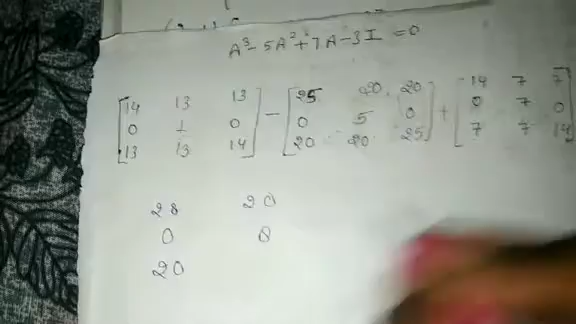 A³ - 5A² + 7A - 3I = 0
14 13 13 - 25 20 20 + 14 7 7
0 1 0 0 5 0 0 7 0
13 13 14 20 20 25 7 7 14
28 20
0 0
20